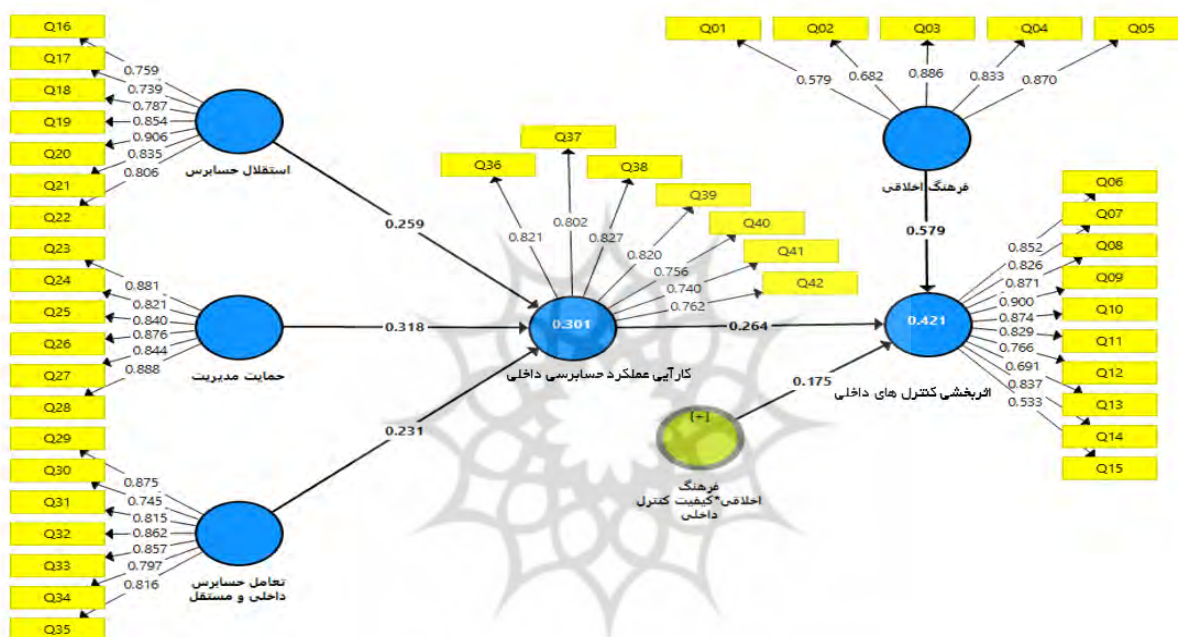 Q16
Q17
Q18
Q19
Q20
Q21
Q22
0.759
0.739
0.787
0.854
0.906
0.835
0.806
استقلال حسابرس
Q23
Q24
Q25
Q26
Q27
Q28
0.881
0.821
0.840
0.876
0.844
0.888
حمایت مدیریت
Q29
Q30
Q31
Q32
Q33
Q34
Q35
0.875
0.745
0.815
0.862
0.857
0.797
0.816
تعامل حسابرس
داخلی و مستقل
0.259
0.318
0.231
Q36
Q37
Q38
Q39
Q40
Q41
Q42
0.821
0.802
0.827
0.820
0.756
0.740
0.762
0.301
کارآیی عملکرد حسابرسی داخلی
0.264
0.175
[+]
فرهنگ
اخلاقی*کیفیت کنترل
داخلی
Q01
Q02
Q03
Q04
Q05
0.579
0.682
0.886
0.833
0.870
فرهنگ اخلاقی
0.579
0.421
اثربخشی کنترل های داخلی
Q06
Q07
Q08
Q09
Q10
Q11
Q12
Q13
Q14
Q15
0.852
0.826
0.871
0.900
0.874
0.829
0.766
0.691
0.837
0.533